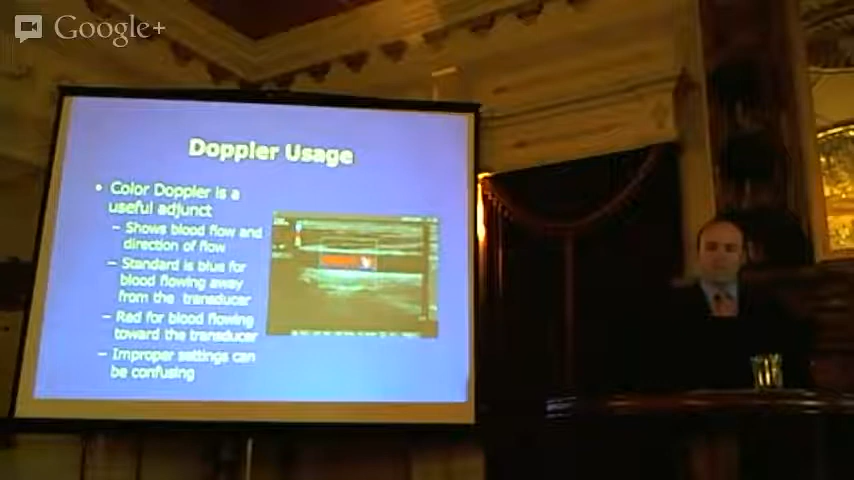 Google+
Doppler Usage
• Color Doppler is a
useful adjunct
– Shows blood flow and
direction of flow
– Standard is blue for
blood flowing away
from the transducer
– Red for blood flowing
toward the transducer
– Improper settings can
be confusing